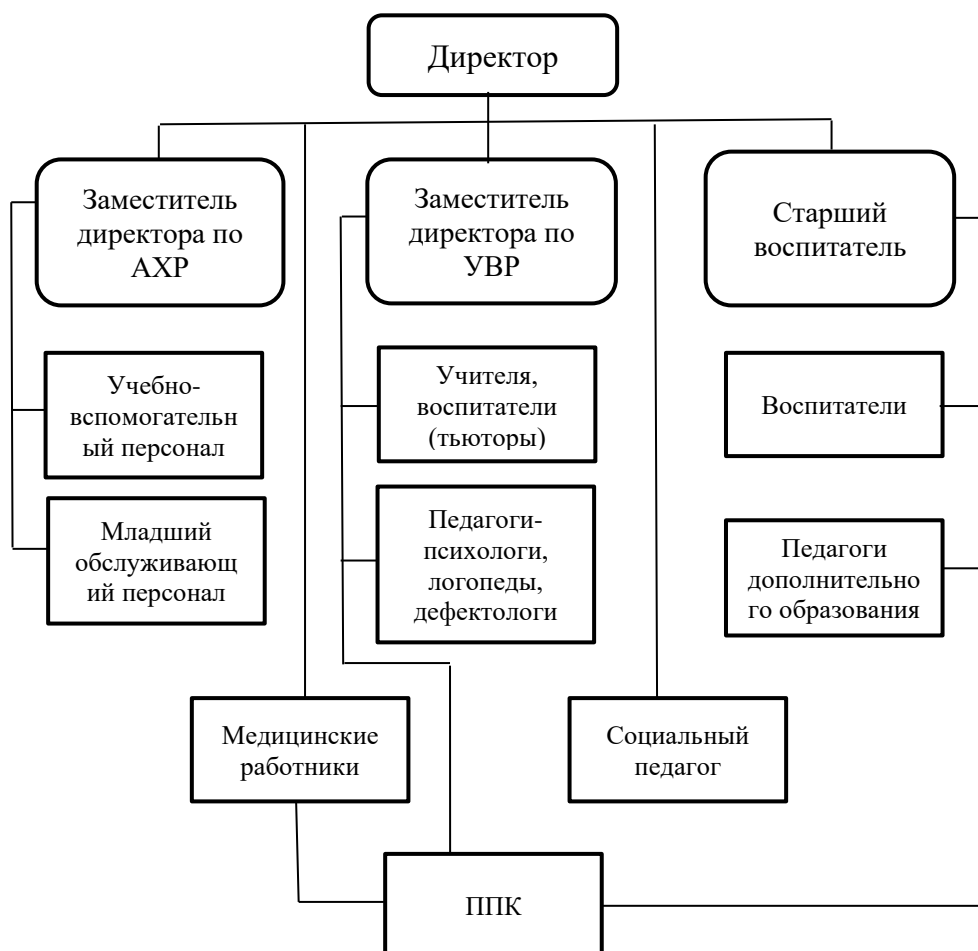 Директор
Заместитель
директора по
АХР
Заместитель
директора по
УВР
Старший
воспитатель
Учебно-
вспомогательн
ый персонал
Учителя,
воспитатели
(тьюторы)
Воспитатели
Младший
обслуживающ
ий персонал
Педагоги-
психологи,
логопеды,
дефектологи
Педагоги
дополнительно
го образования
Медицинские
работники
Социальный
педагог
ППК